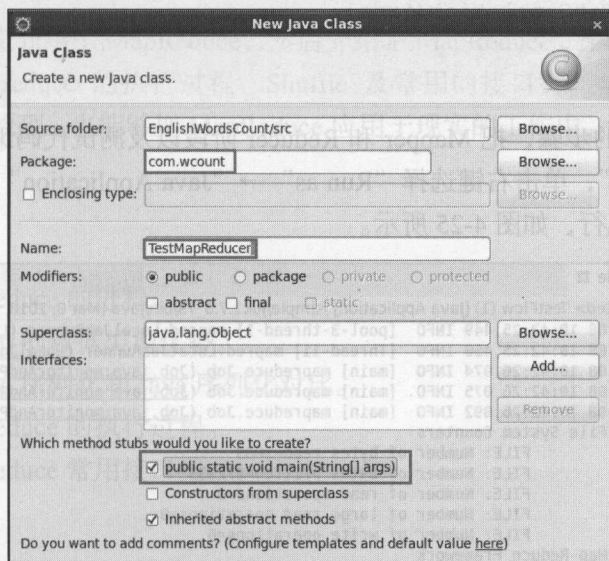 New Java Class
Java Class
Create a new Java class.
Source folder: EnglishWordsCount/src Browse...
Package: com.wcount Browse...
Enclosing type: Browse...
Name: TestMapReducer
Modifiers: public package private protected
abstract final static
Superclass: java.lang.Object Browse...
Interfaces: Add...
Remove
Which method stubs would you like to create?
public static void main(String[] args)
Constructors from superclass
Inherited abstract methods
Do you want to add comments? (Configure templates and default value here)